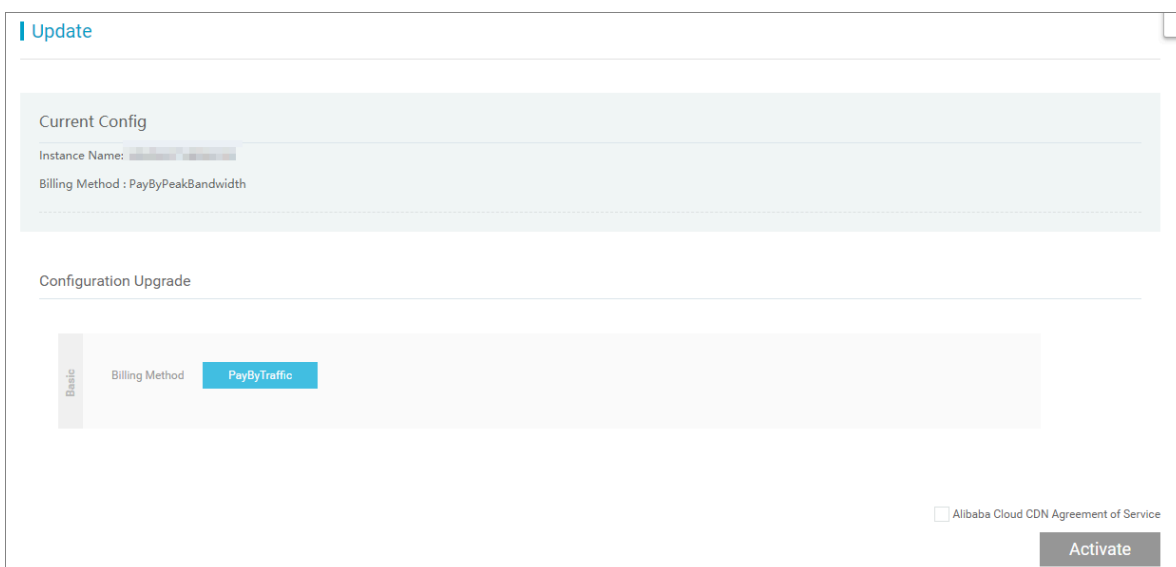 Update
Current Config
Instance Name:
Billing Method : PayByPeakBandwidth
Configuration Upgrade
Basic
Billing Method PayByTraffic
Alibaba Cloud CDN Agreement of Service
Activate